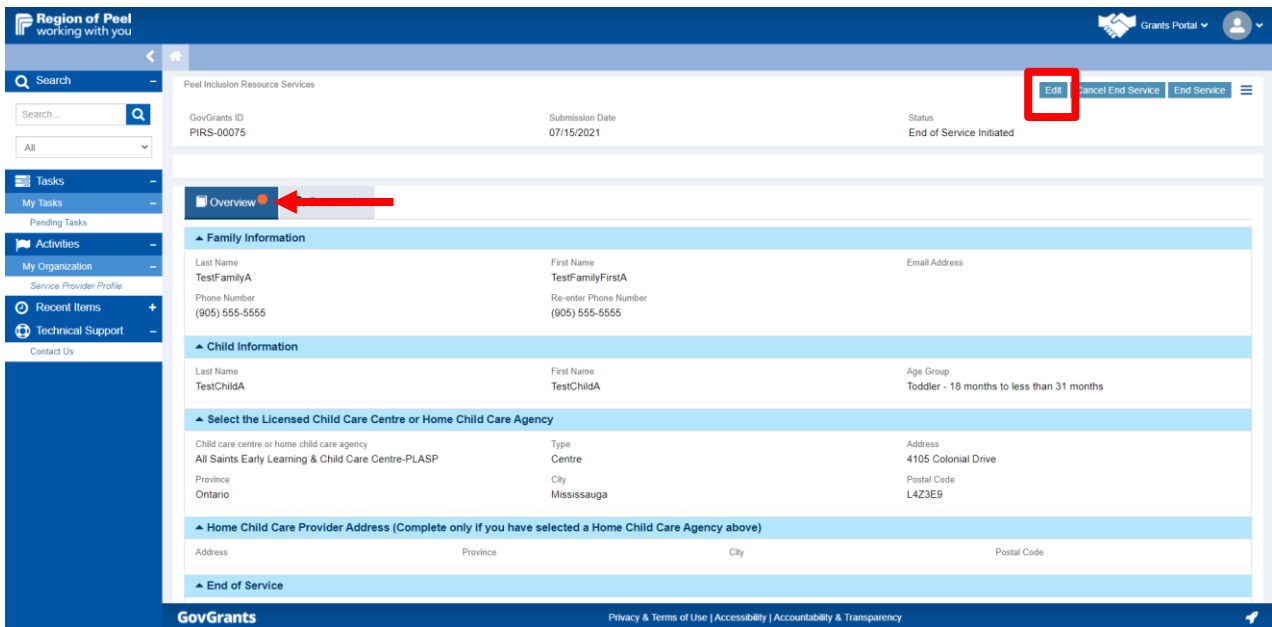 Region of Peel
working with you
Grants Portal
Search
Search...
All
Tasks
My Tasks
Pending Tasks
Activities
My Organization
Service Provider Profile
Recent Items
Technical Support
Contact Us
Peel Inclusion Resource Services
Edit Cancel End Service End Service
GovGrants ID Submission Date Status
PIRS-00075 07/15/2021 End of Service Initiated
Overview
Family Information
Last Name First Name Email Address
TestFamilyA TestFamilyFirstA
Phone Number Re-enter Phone Number
(905) 555-5555 (905) 555-5555
Child Information
Last Name First Name Age Group
TestChildA TestChildA Toddler - 18 months to less than 31 months
Select the Licensed Child Care Centre or Home Child Care Agency
Child care centre or home child care agency Type Address
All Saints Early Learning & Child Care Centre-PLASP Centre 4105 Colonial Drive
Province City Postal Code
Ontario Mississauga L4Z3E9
Home Child Care Provider Address (Complete only if you have selected a Home Child Care Agency above)
Address Province City Postal Code
End of Service
GovGrants
Privacy & Terms of Use | Accessibility | Accountability & Transparency